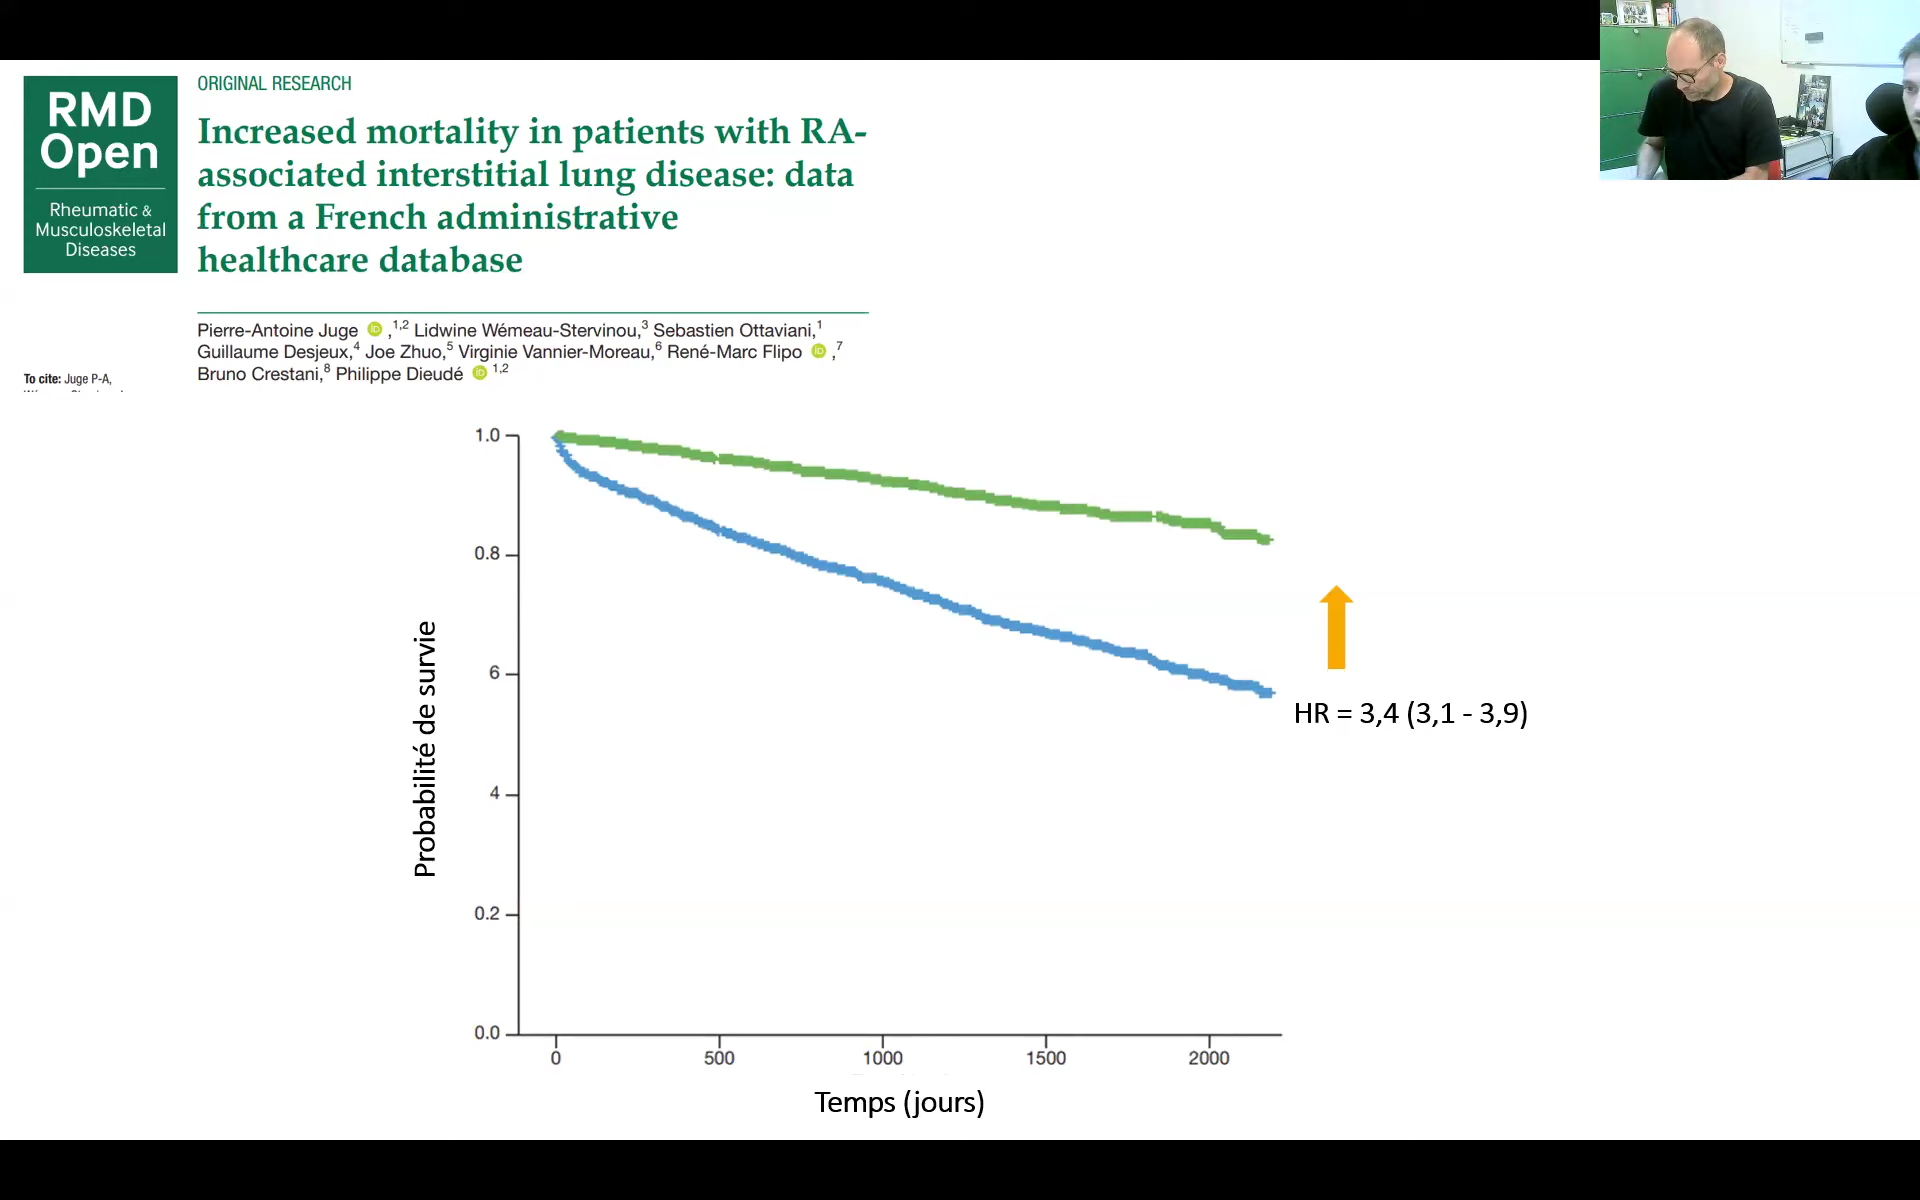 RMD
Open
Rheumatic &
Musculoskeletal
Diseases
ORIGINAL RESEARCH
Increased mortality in patients with RA-
associated interstitial lung disease: data
from a French administrative
healthcare database
Pierre-Antoine Juge iD ,1,2 Lidwine Wémeau-Stervinou,3 Sebastien Ottaviani,1
Guillaume Desjeux,4 Joe Zhuo,5 Virginie Vannier-Moreau,6 René-Marc Flipo iD ,7
Bruno Crestani,8 Philippe Dieudé iD 1,2
To cite: Juge P-A,
1.0
0.8
6
4
0.2
0.0
Probabilité de survie
HR = 3,4 (3,1 - 3,9)
0 500 1000 1500 2000
Temps (jours)